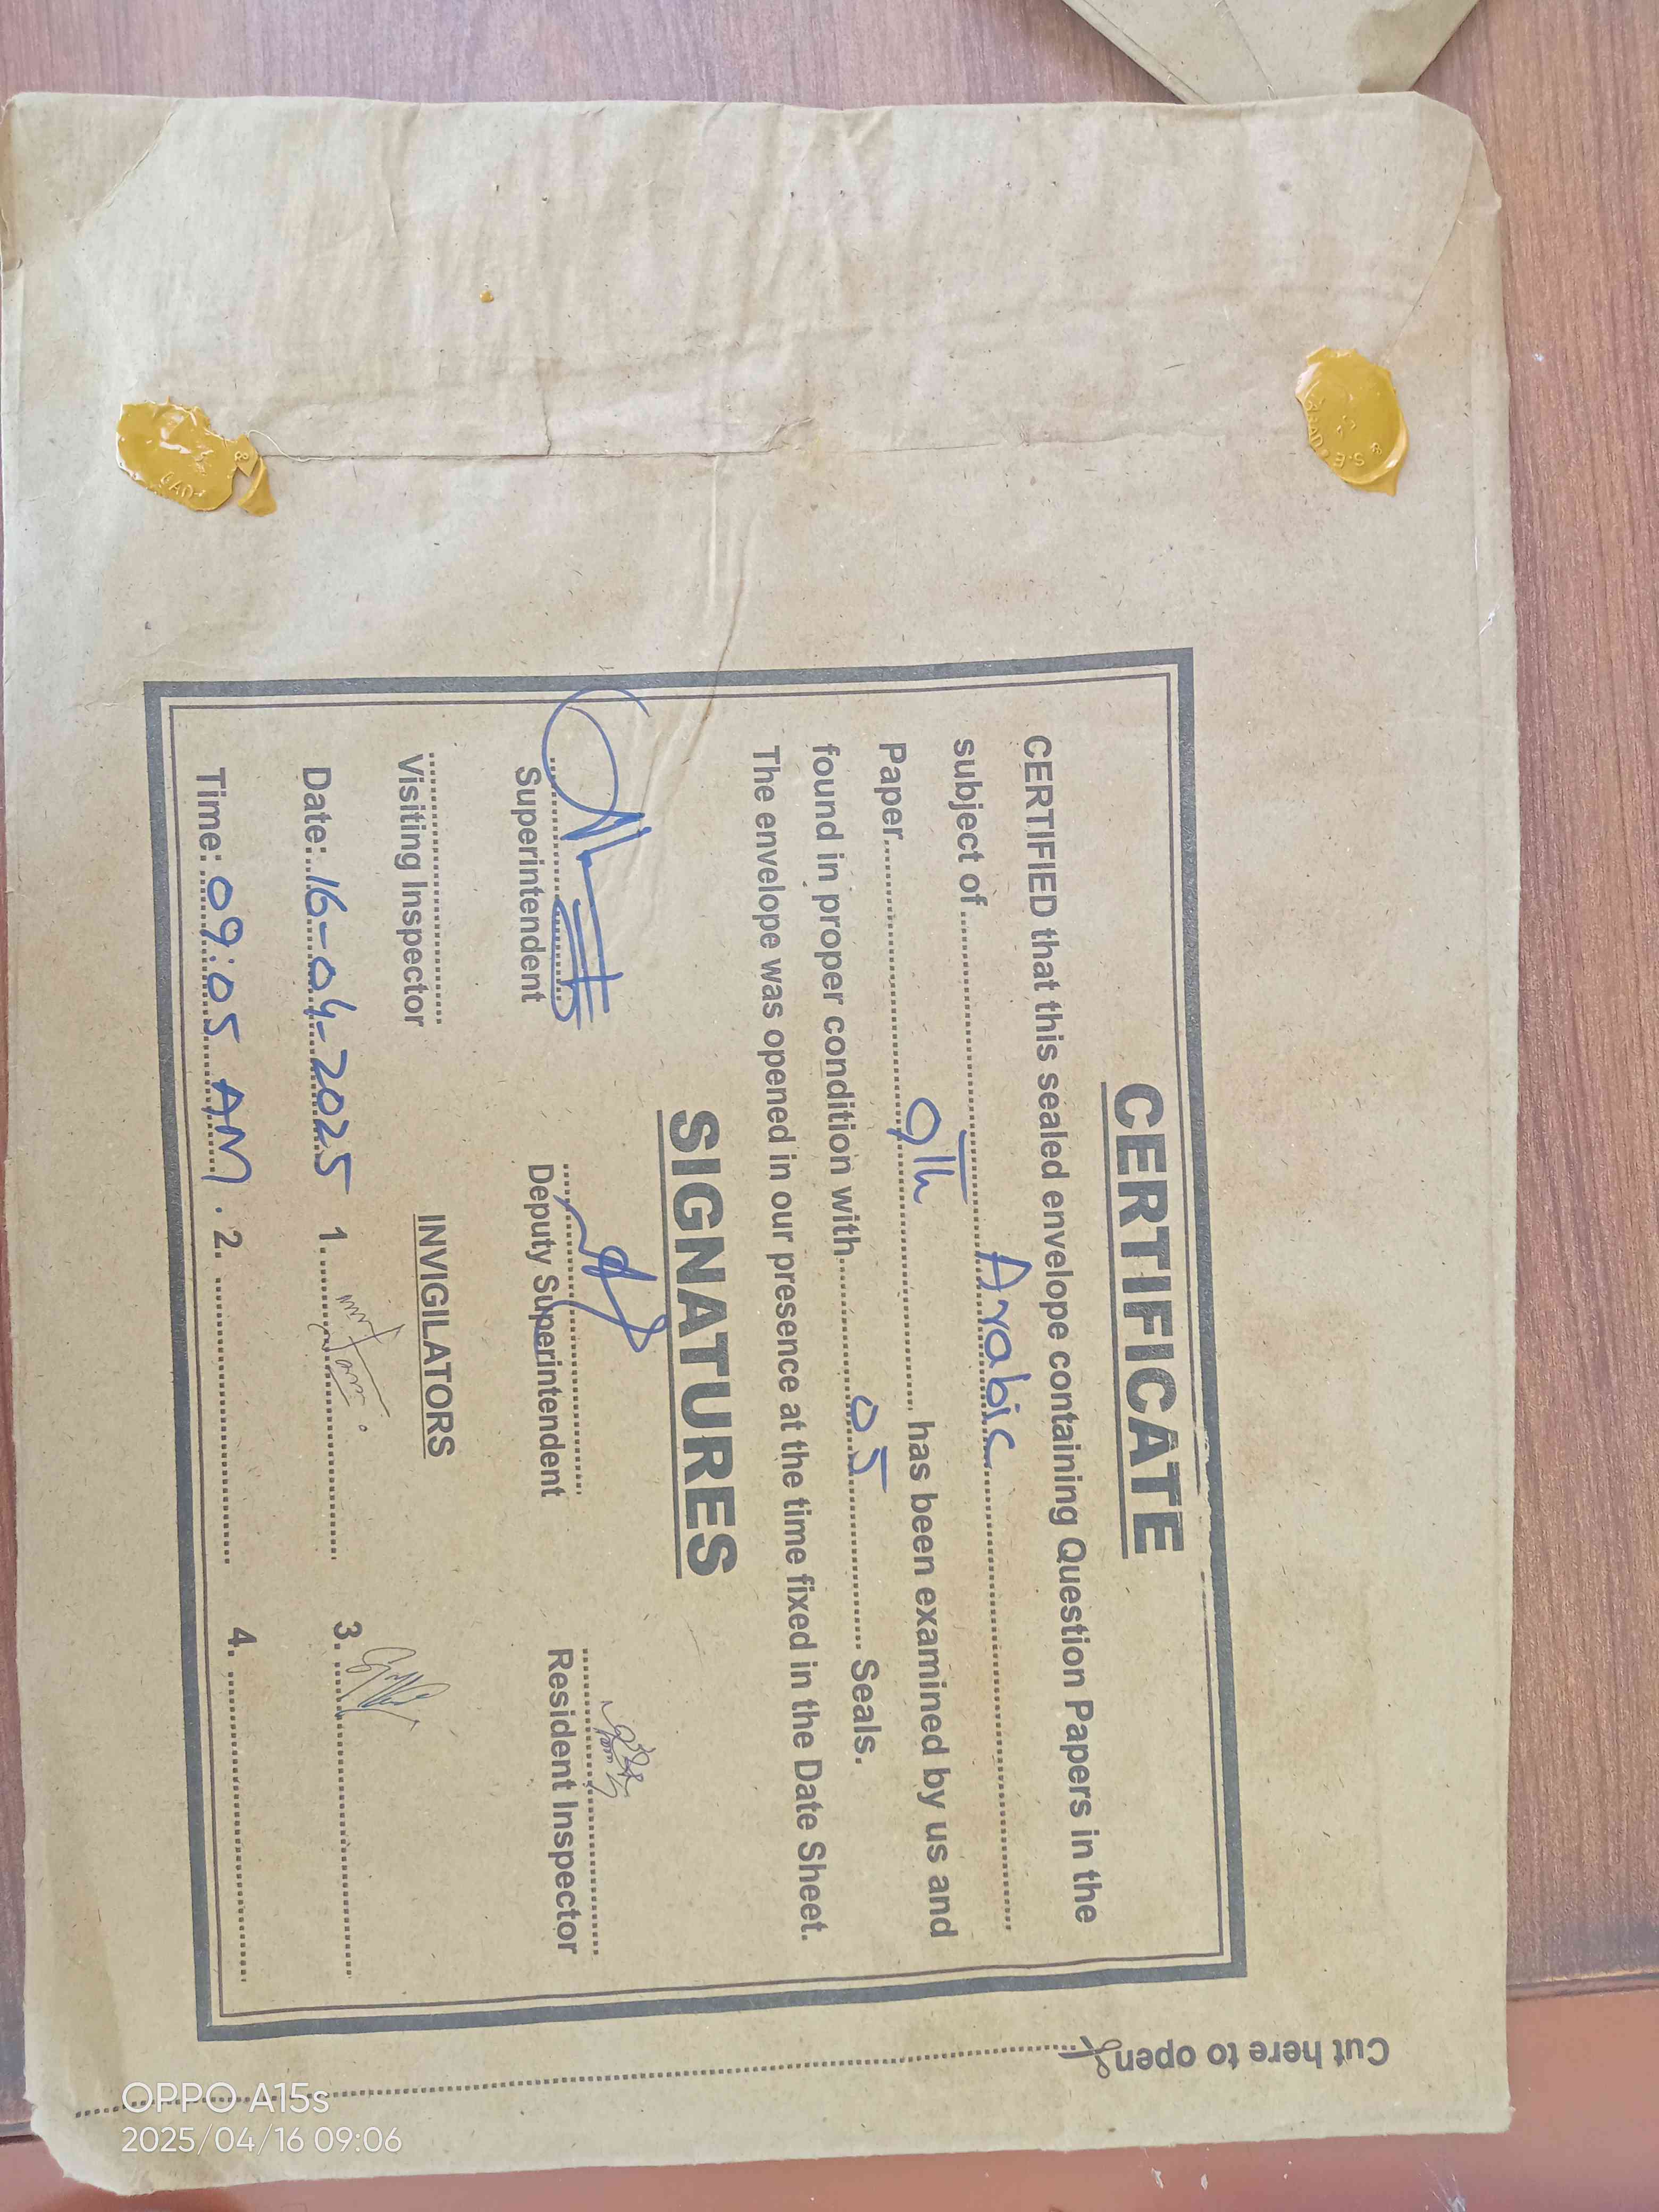 CERTIFICATE
CERTIFIED that this sealed envelope containing Question Papers in the
subject of Arabic
Paper 9th has been examined by us and
found in proper condition with 05 Seals.
The envelope was opened in our presence at the time fixed in the Date Sheet.
SIGNATURES
Superintendent Deputy Superintendent Resident Inspector
Visiting Inspector INVIGILATORS
Date: 16-04-2025 1. 3.
Time: 09:05 AM. 2. 4.
Cut here to open
OPPO A15s
2025/04/16 09:06